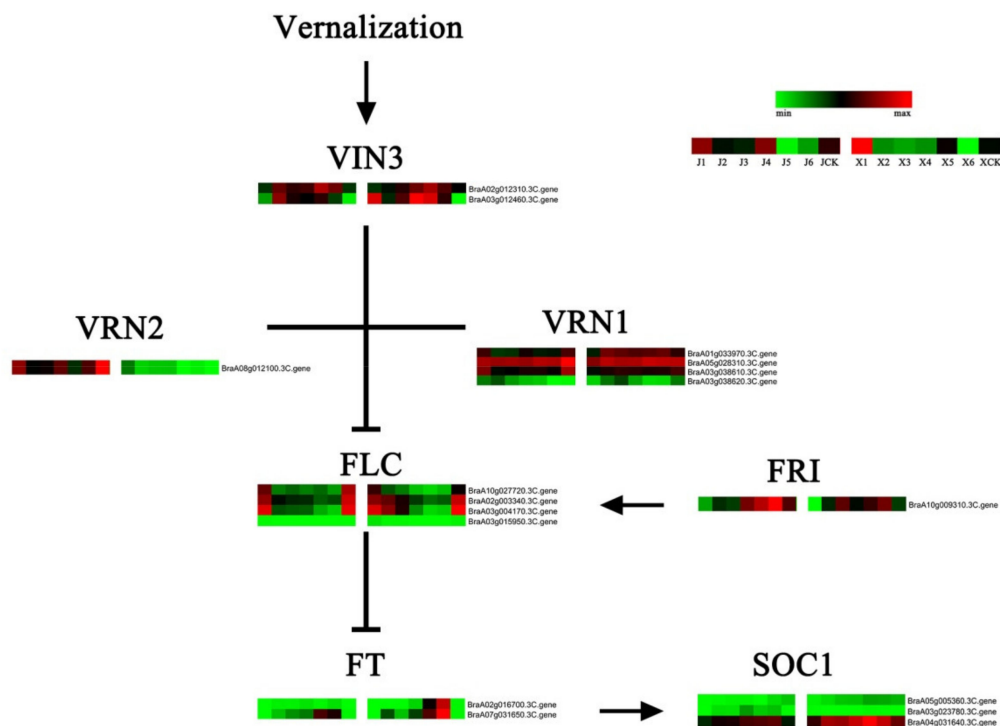 Vernalization
min max
J1 J2 J3 J4 J5 J6 JCK X1 X2 X3 X4 X5 X6 XCK
VIN3
BraA02g012310.3C.gene
BraA03g012460.3C.gene
VRN2
BraA08g012100.3C.gene
VRN1
BraA01g033970.3C.gene
BraA05g028310.3C.gene
BraA03g038610.3C.gene
BraA03g038620.3C.gene
FLC
BraA10g027720.3C.gene
BraA02g003340.3C.gene
BraA03g004170.3C.gene
BraA03g015950.3C.gene
FRI
BraA10g009310.3C.gene
FT
BraA02g016700.3C.gene
BraA07g031650.3C.gene
SOC1
BraA05g005360.3C.gene
BraA03g023780.3C.gene
BraA04g031640.3C.gene